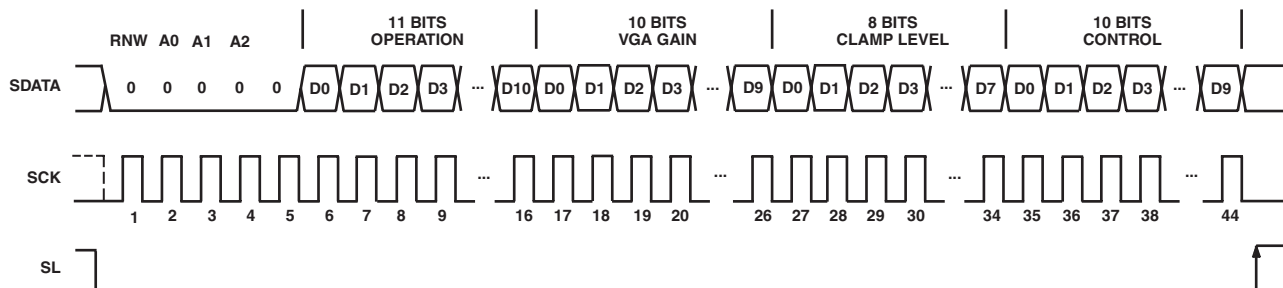 11 BITS
OPERATION
10 BITS
VGA GAIN
8 BITS
CLAMP LEVEL
10 BITS
CONTROL
RNW A0 A1 A2
SDATA 0 0 0 0 0 D0 D1 D2 D3 ... D10 D0 D1 D2 D3 ... D9 D0 D1 D2 D3 ... D7 D0 D1 D2 D3 ... D9
SCK ... ... ... ...
1 2 3 4 5 6 7 8 9 16 17 18 19 20 26 27 28 29 30 34 35 36 37 38 44
SL